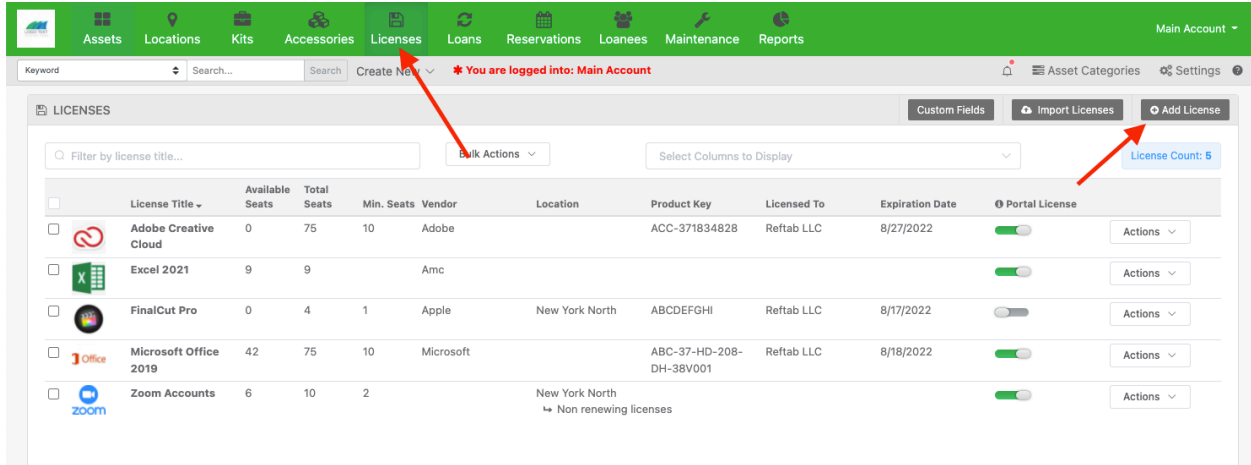 Assets Locations Kits Accessories Licenses Loans Reservations Loanees Maintenance Reports Main Account
Keyword Search... Search Create New * You are logged into: Main Account Asset Categories Settings
LICENSES Custom Fields Import Licenses Add License
Filter by license title... Bulk Actions Select Columns to Display License Count: 5
License Title Available Seats Total Seats Min. Seats Vendor Location Product Key Licensed To Expiration Date Portal License
Adobe Creative Cloud 0 75 10 Adobe ACC-371834828 Reftab LLC 8/27/2022 Actions
Excel 2021 9 9 Amc Actions
FinalCut Pro 0 4 1 Apple New York North ABCDEFGHI Reftab LLC 8/17/2022 Actions
Office Microsoft Office 2019 42 75 10 Microsoft ABC-37-HD-208-DH-38V001 Reftab LLC 8/18/2022 Actions
zoom Zoom Accounts 6 10 2 New York North Actions
↳ Non renewing licenses